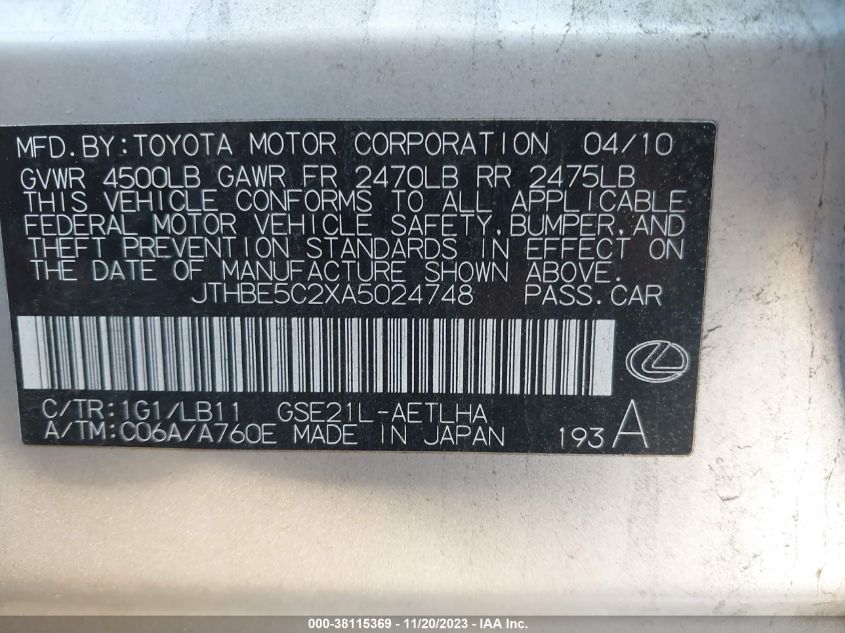 MFD.BY:TOYOTA MOTOR CORPORATION 04/10
GVWR 4500LB GAWR FR 2470LB RR 2475LB
THIS VEHICLE CONFORMS TO ALL APPLICABLE
FEDERAL MOTOR VEHICLE SAFETY,BUMPER,AND
THEFT PREVENTION STANDARDS IN EFFECT ON
THE DATE OF MANUFACTURE SHOWN ABOVE.
JTHBE5C2XA5024748 PASS.CAR
C/TR:1G1/LB11 GSE21L-AETLHA
A/TM:C06A/A760E MADE IN JAPAN 193 A
000-38115369 - 11/20/2023 - IAA Inc.